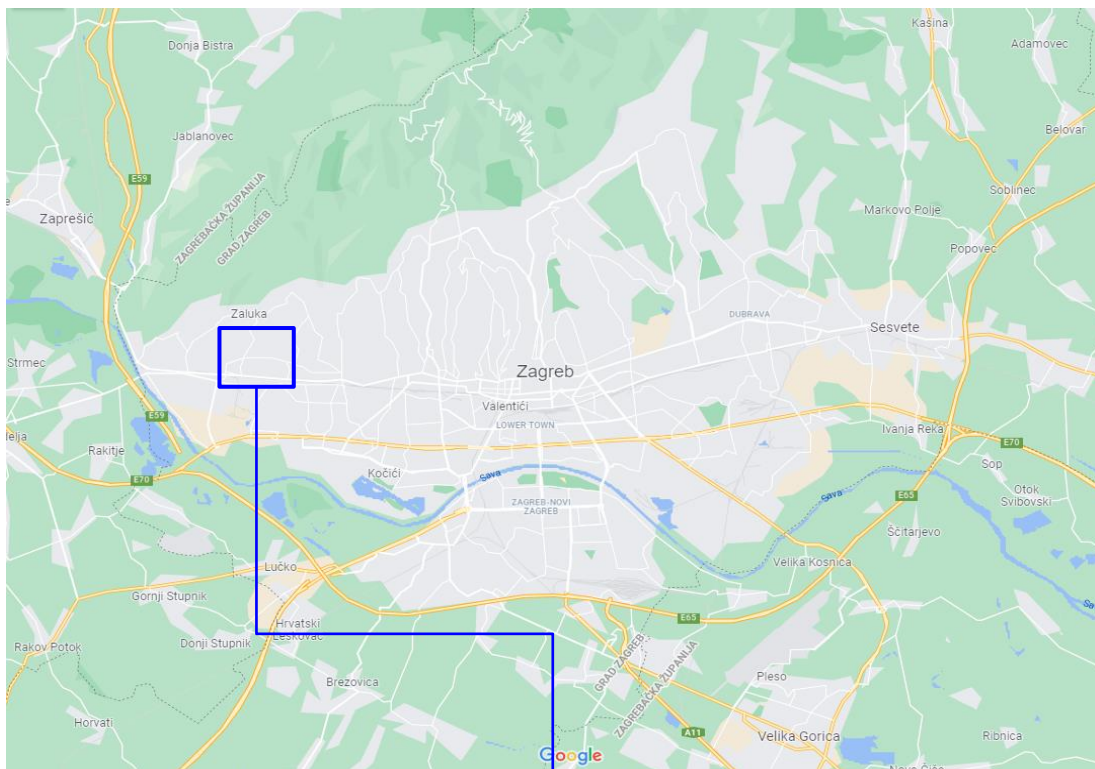 Kašina
Donja Bistra
Adamovec
Jablanovec
Belovar
E59
Soblinec
ZAGREBAČKA ŽUPANIJA
GRAD ZAGREB
Zaprešić
Markovo Polje
Popovec
Zaluka
DUBRAVA
Sesvete
Strmec
Zagreb
Valentići
E59
LOWER TOWN
Ivanja Reka
E70
Rakitje
Kočići
Sava
Sop
E70
Sava
E65
Otok
Svibovski
ZAGREB-NOVI
ZAGREB
Ščitarjevo
Lučko
Velika Kosnica
Gornji Stupnik
E65
Hrvatski
Leskovac
Donji Stupnik
Rakov Potok
GRAD ZAGREB
ZAGREBAČKA ŽUPANIJA
Brezovica
Pleso
Horvati
A11
Velika Gorica
Ribnica
Google